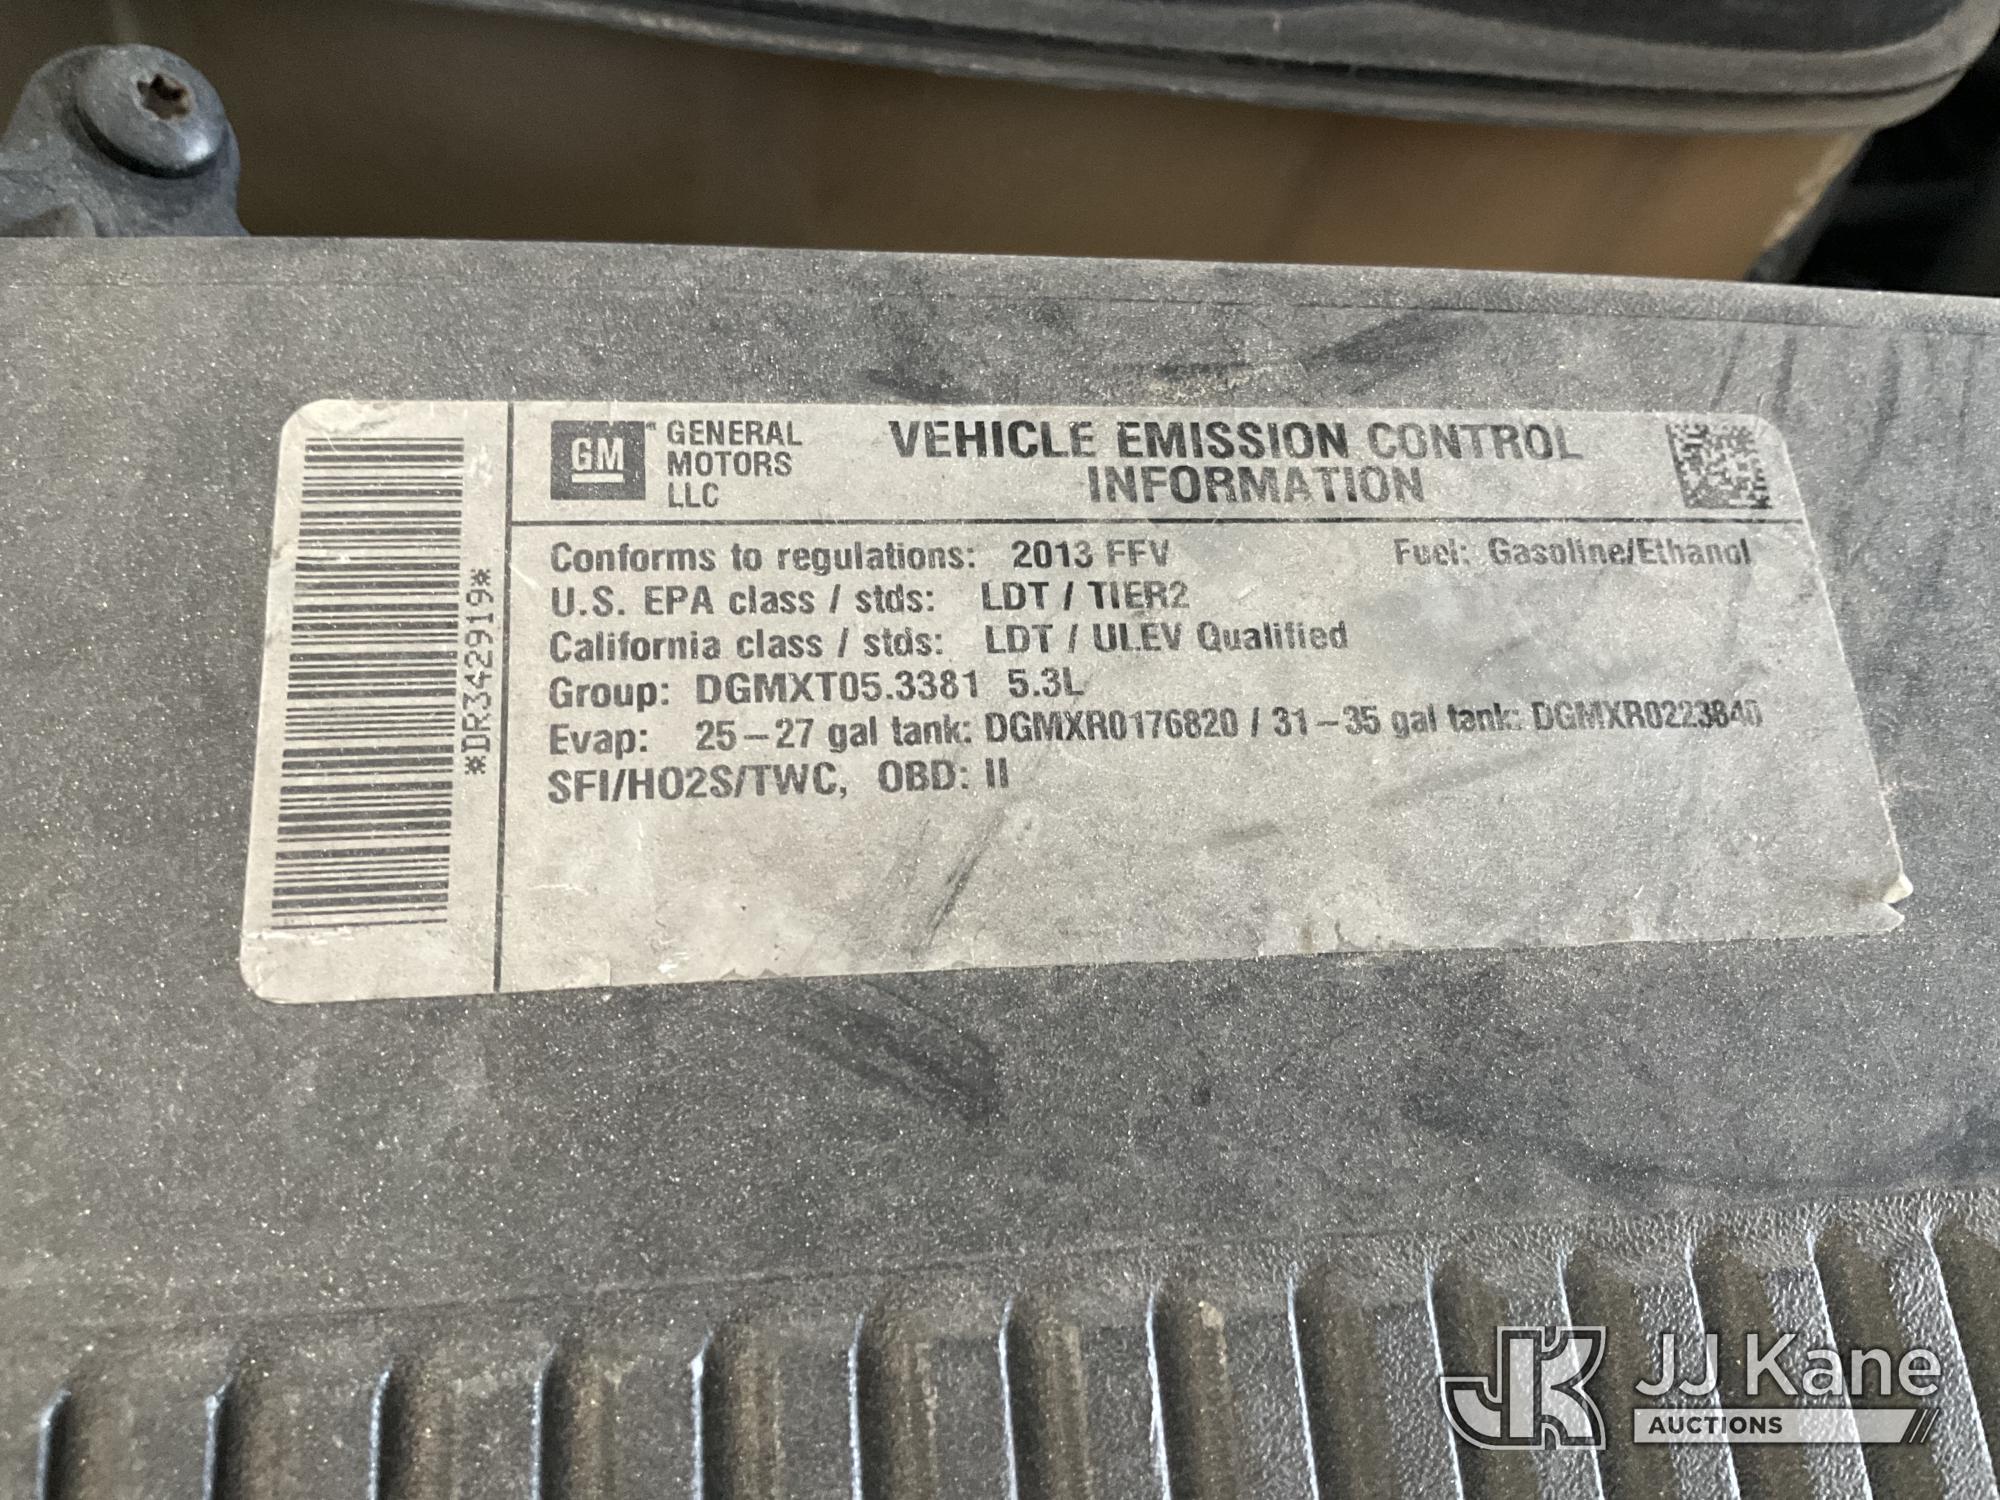 GM
GENERAL
MOTORS
LLC
VEHICLE EMISSION CONTROL
INFORMATION
Conforms to regulations: 2013 FFV Fuel: Gasoline/Ethanol
U.S. EPA class / stds: LDT / TIER2
California class / stds: LDT / ULEV Qualified
Group: DGMXT05.3381 5.3L
Evap: 25-27 gal tank: DGMXR0176820 / 31-35 gal tank: DGMXR0223840
SFI/HO2S/TWC, OBD: II
*DR342919*
JK JJ Kane
AUCTIONS